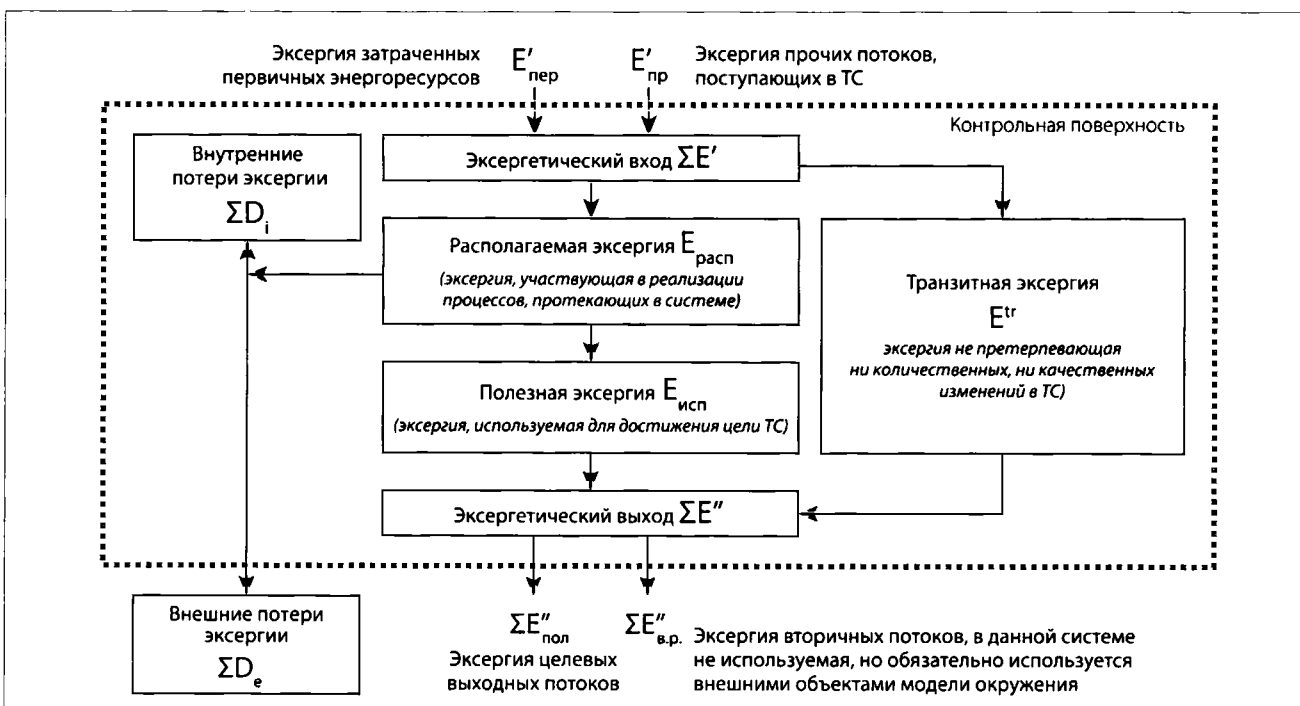 Эксергия затраченных
первичных энергоресурсов
E′пер
E′пр
Эксергия прочих потоков,
поступающих в ТС
Контрольная поверхность
Внутренние
потери эксергии
ΣDi
Эксергетический вход ΣE′
Располагаемая эксергия Eрасп
(эксергия, участвующая в реализации
процессов, протекающих в системе)
Транзитная эксергия
Etr
эксергия не претерпевающая
ни количественных, ни качественных
изменений в ТС)
Полезная эксергия Eисп
(эксергия, используемая для достижения цели ТС)
Эксергетический выход ΣE″
Внешние потери
эксергии
ΣDe
ΣE″пол
Эксергия целевых
выходных потоков
ΣE″в.р.
Эксергия вторичных потоков, в данной системе
не используемая, но обязательно используется
внешними объектами модели окружения